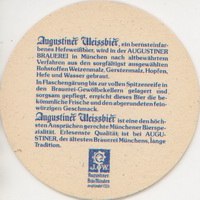 Augustiner Weissbier, ein bernsteinfar-
benes Hefeweißbier, wird in der AUGUSTINER
BRAUEREI in München nach altbewährtem
Verfahren aus den sorgfältigst ausgewählten
Rohstoffen Weizenmalz, Gerstenmalz, Hopfen,
Hefe und Wasser gebraut.
In Flaschengärung bis zur vollen Spitzenreife in
den Brauerei-Gewölbekellern gelagert und
sorgsam gepflegt, erreicht dieses Bier die be-
kömmliche Frische und den abgerundeten fein-
würzigen Geschmack.
Augustiner Weissbier ist eine den höch-
sten Ansprüchen gerechte Münchener Bierspe-
zialität. Erlesenste Qualität, ist bei AUGU-
STINER, der ältesten Brauerei Münchens, lange
Tradition.
J.W.
Augustiner
Bräu München